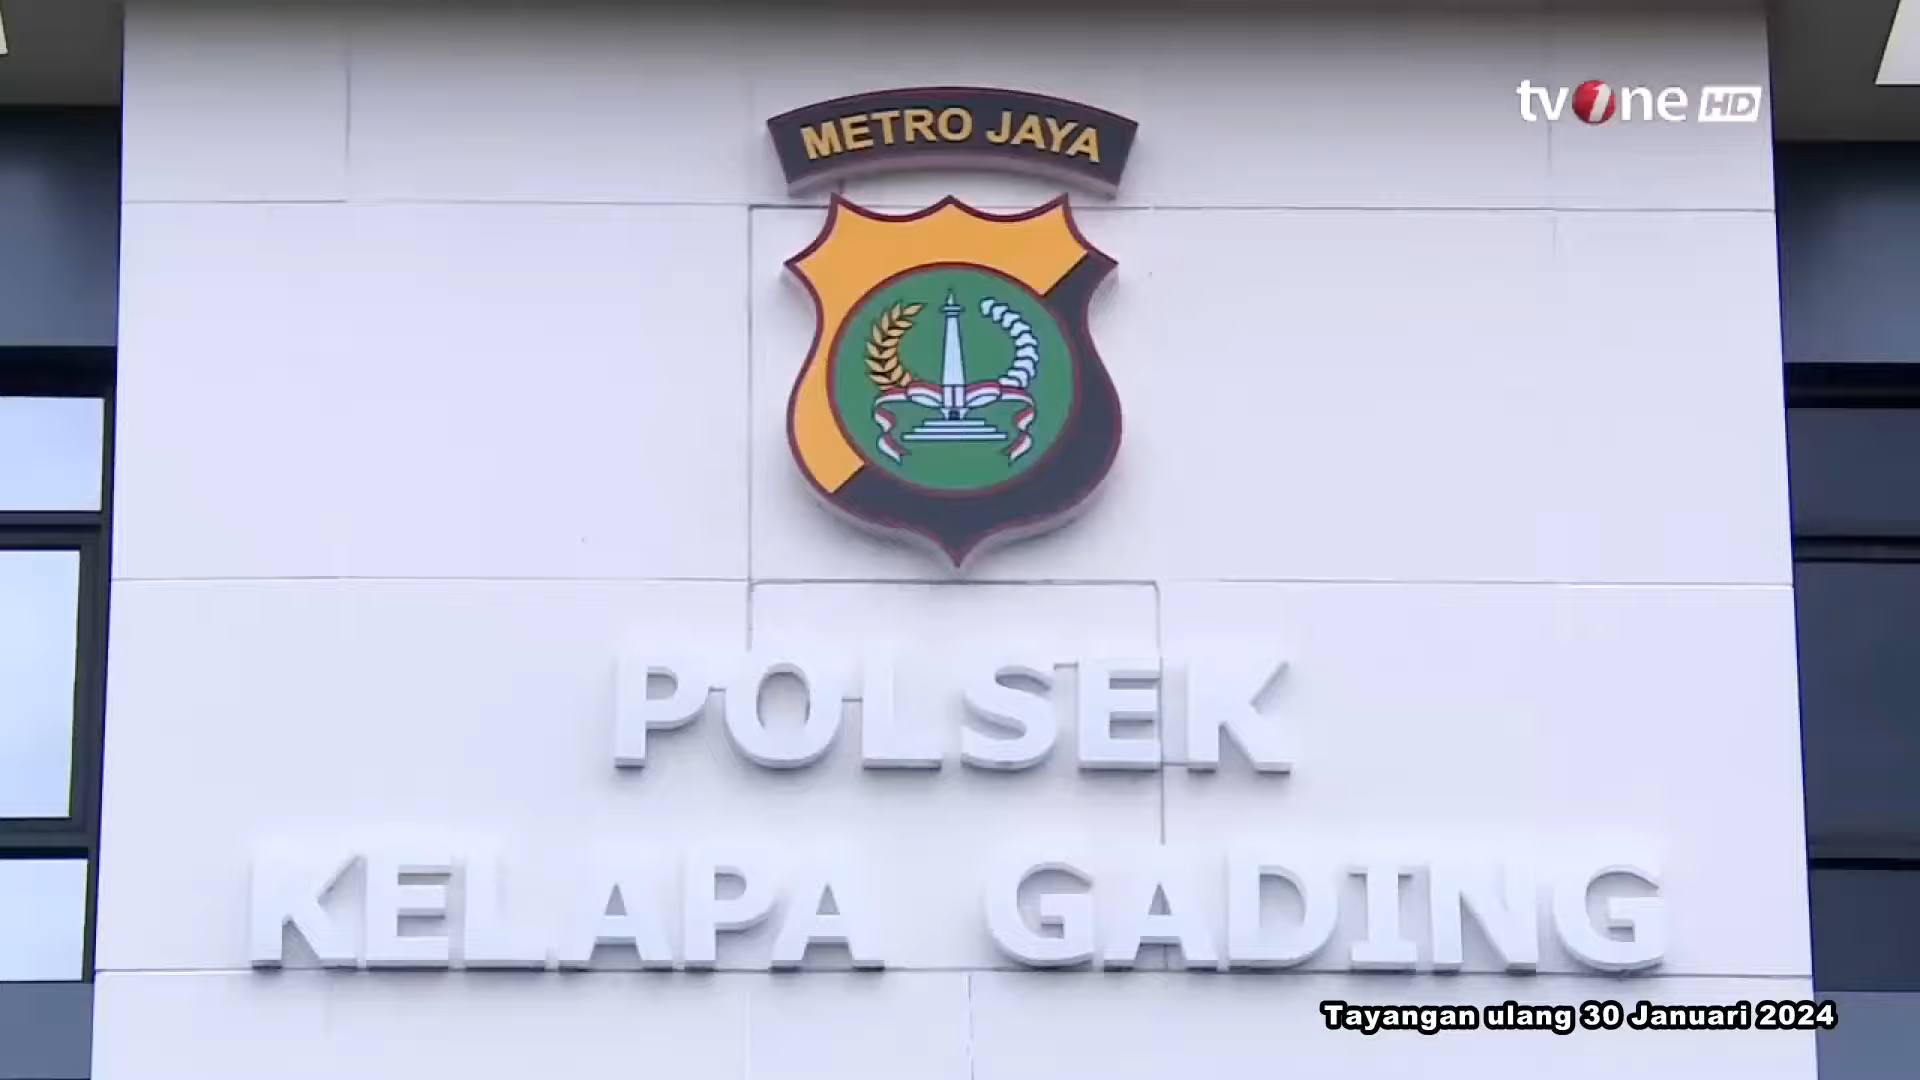 METRO JAYA
tvOne HD
POLSEK
KELAPA GADING
Tayangan ulang 30 Januari 2024